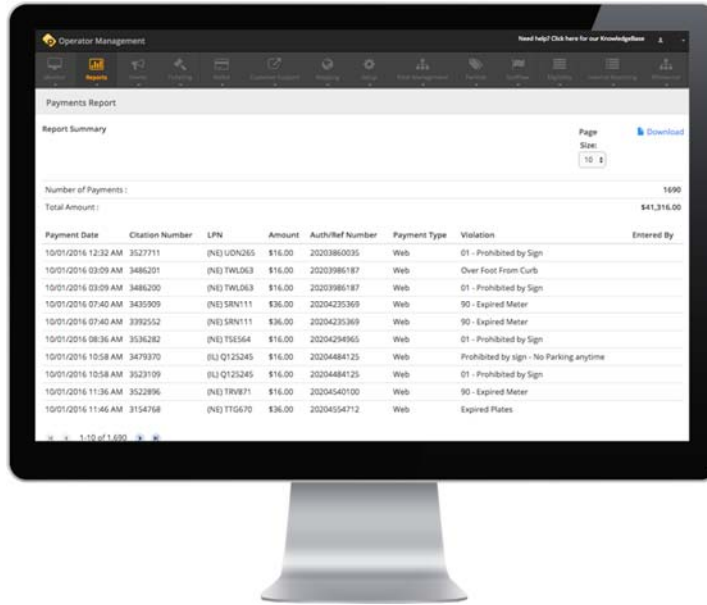 Operator Management
Need help? Click here for our KnowledgeBase
Reports
Customer Support
Payments Report
Report Summary
Page Size:
10
Download
Number of Payments : 1690
Total Amount : $41,316.00
Payment Date Citation Number LPN Amount Auth/Ref Number Payment Type Violation Entered By
10/01/2016 12:32 AM 3527711 (NE) UDN265 $16.00 20203860035 Web 01 - Prohibited by Sign
10/01/2016 03:09 AM 3486201 (NE) TWL063 $16.00 20203986187 Web Over Foot From Curb
10/01/2016 03:09 AM 3486200 (NE) TWL063 $16.00 20203986187 Web 01 - Prohibited by Sign
10/01/2016 07:40 AM 3435909 (NE) SRN111 $36.00 20204235369 Web 90 - Expired Meter
10/01/2016 07:40 AM 3392552 (NE) SRN111 $36.00 20204235369 Web 90 - Expired Meter
10/01/2016 08:36 AM 3536282 (NE) TSE564 $16.00 20204294965 Web 01 - Prohibited by Sign
10/01/2016 10:58 AM 3479370 (IL) Q125245 $16.00 20204484125 Web Prohibited by sign - No Parking anytime
10/01/2016 10:58 AM 3523109 (IL) Q125245 $16.00 20204484125 Web 01 - Prohibited by Sign
10/01/2016 11:36 AM 3522896 (NE) TRV871 $16.00 20204540100 Web 90 - Expired Meter
10/01/2016 11:46 AM 3154768 (NE) TTG670 $36.00 20204554712 Web Expired Plates
1-10 of 1,690